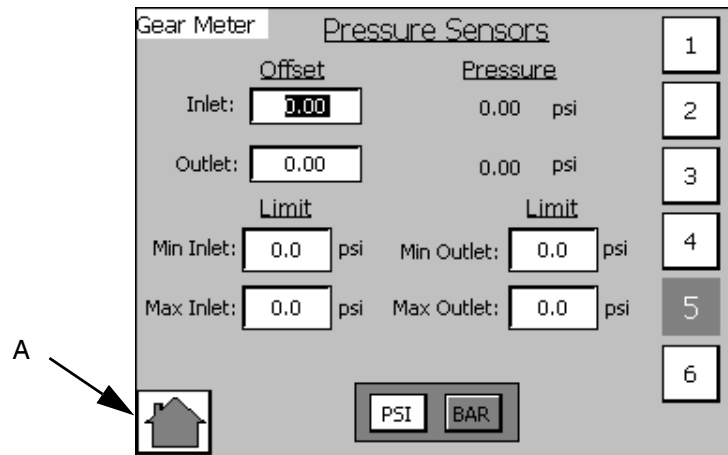 Gear Meter
Pressure Sensors
1
Offset
Pressure
Inlet:
0.00
0.00 psi
2
Outlet:
0.00
0.00 psi
3
Limit
Limit
Min Inlet:
0.0
psi
Min Outlet:
0.0
psi
4
Max Inlet:
0.0
psi
Max Outlet:
0.0
psi
5
A
6
PSI
BAR